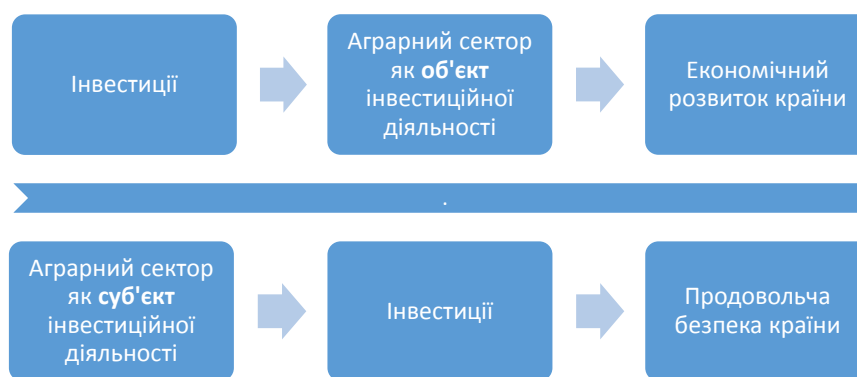 Інвестиції
Аграрний сектор
як об'єкт
інвестиційної
діяльності
Економічний
розвиток країни
.
Аграрний сектор
як суб'єкт
інвестиційної
діяльності
Інвестиції
Продовольча
безпека країни